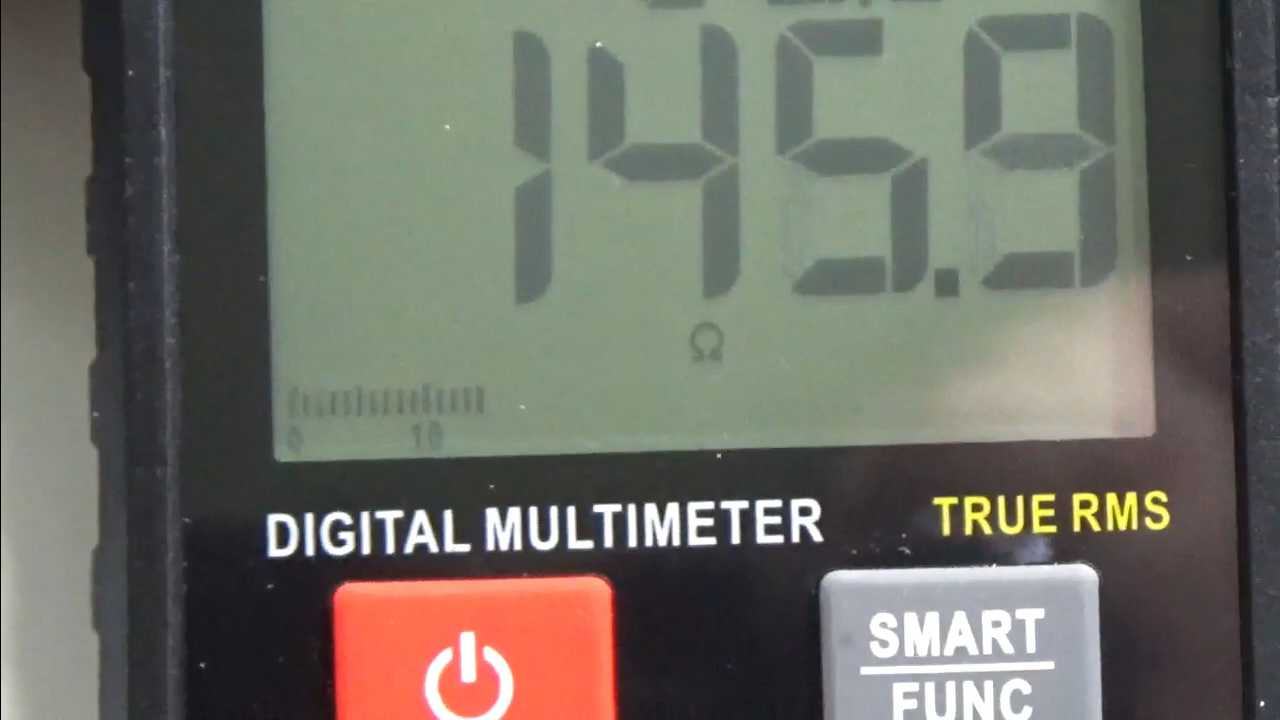 145.9
Ω
0 10
DIGITAL MULTIMETER TRUE RMS
SMART
FUNC